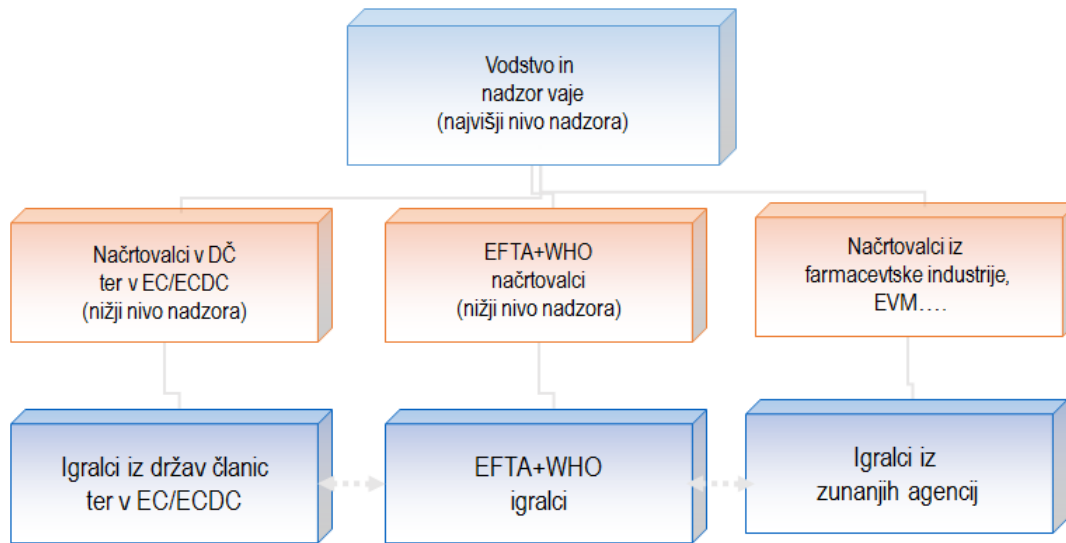 Vodstvo in
nadzor vaje
(najvišji nivo nadzora)
Načrtovalci v DČ
ter v EC/ECDC
(nižji nivo nadzora)
EFTA+WHO
načrtovalci
(nižji nivo nadzora)
Načrtovalci iz
farmacevtske industrije,
EVM....
Igralci iz držav članic
ter v EC/ECDC
EFTA+WHO
igralci
Igralci iz
zunanjih agencij